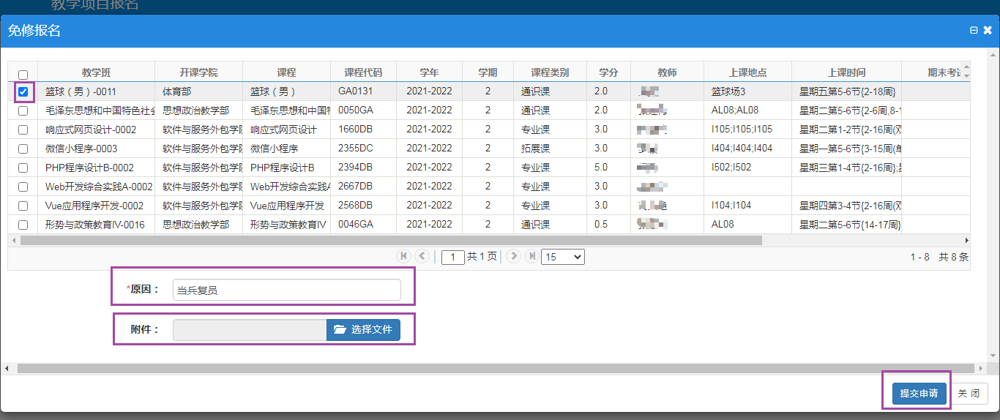 教学项目报名
免修报名
教学班 开课学院 课程 课程代码 学年 学期 课程类别 学分 教师 上课地点 上课时间 期末考
篮球（男）-0011 体育部 篮球（男） GA0131 2021-2022 2 通识课 2.0 篮球场3 星期五第5-6节{2-18周}
毛泽东思想和中国特色社会 思想政治教学部 毛泽东思想和中国特 0050GA 2021-2022 2 通识课 2.0 AL08;AL08 星期二第5-6节{2-6周,8-1
响应式网页设计-0002 软件与服务外包学院 响应式网页设计 1660DB 2021-2022 2 专业课 3.0 I105;I105;I105 星期二第1-2节{2-16周(双
微信小程序-0003 软件与服务外包学院 微信小程序 2355DC 2021-2022 2 拓展课 3.0 I404;I404;I404 星期一第5-6节{3-15周(单
PHP程序设计B-0002 软件与服务外包学院 PHP程序设计B 2394DB 2021-2022 2 专业课 5.0 I502;I502 星期三第1-4节{2-16周};
Web开发综合实践A-0002 软件与服务外包学院 Web开发综合实践A 2667DB 2021-2022 2 专业课 3.0
Vue应用程序开发-0002 软件与服务外包学院 Vue应用程序开发 2568DB 2021-2022 2 专业课 3.0 I104;I104 星期四第3-4节{2-16周(双
形势与政策教育IV-0016 思想政治教学部 形势与政策教育IV 0046GA 2021-2022 2 通识课 0.5 AL08 星期二第5-6节{14-17周}
1 共 1 页 15 1 - 8 共 8 条
*原因： 当兵复员
附件： 选择文件
提交申请 关 闭